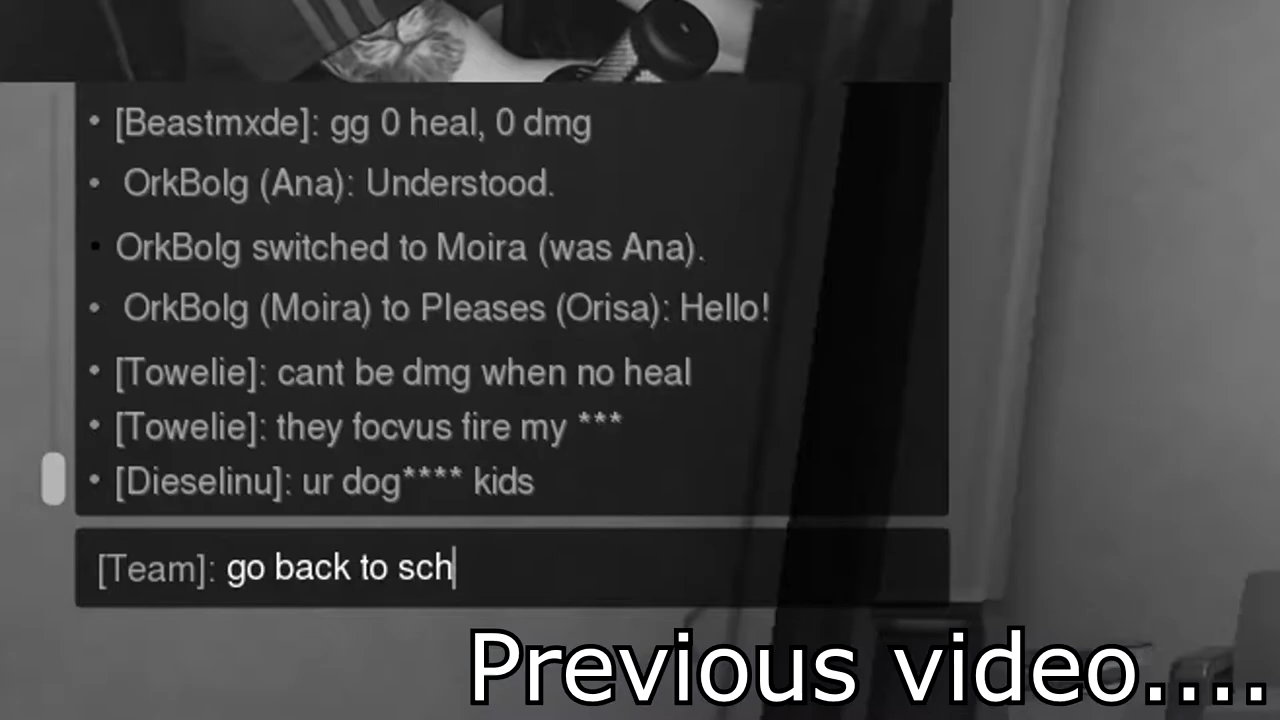 • [Beastmxde]: gg 0 heal, 0 dmg
• OrkBolg (Ana): Understood.
• OrkBolg switched to Moira (was Ana).
• OrkBolg (Moira) to Pleases (Orisa): Hello!
• [Towelie]: cant be dmg when no heal
• [Towelie]: they focvus fire my ***
• [Dieselinu]: ur dog**** kids
[Team]: go back to sch
Previous video....